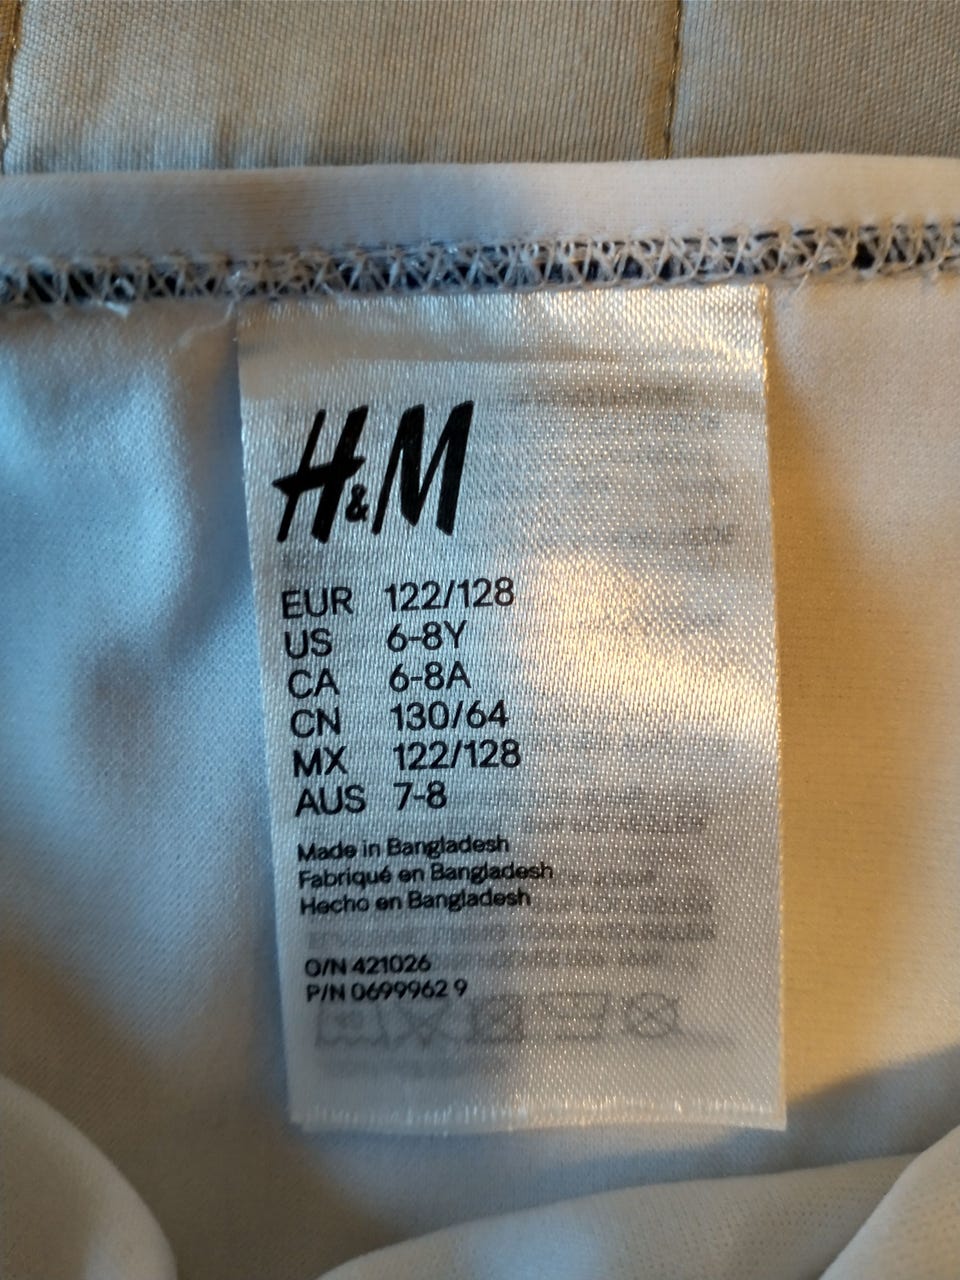 H&M
EUR 122/128
US 6-8Y
CA 6-8A
CN 130/64
MX 122/128
AUS 7-8
Made in Bangladesh
Fabriqué en Bangladesh
Hecho en Bangladesh
O/N 421026
P/N 0699962 9